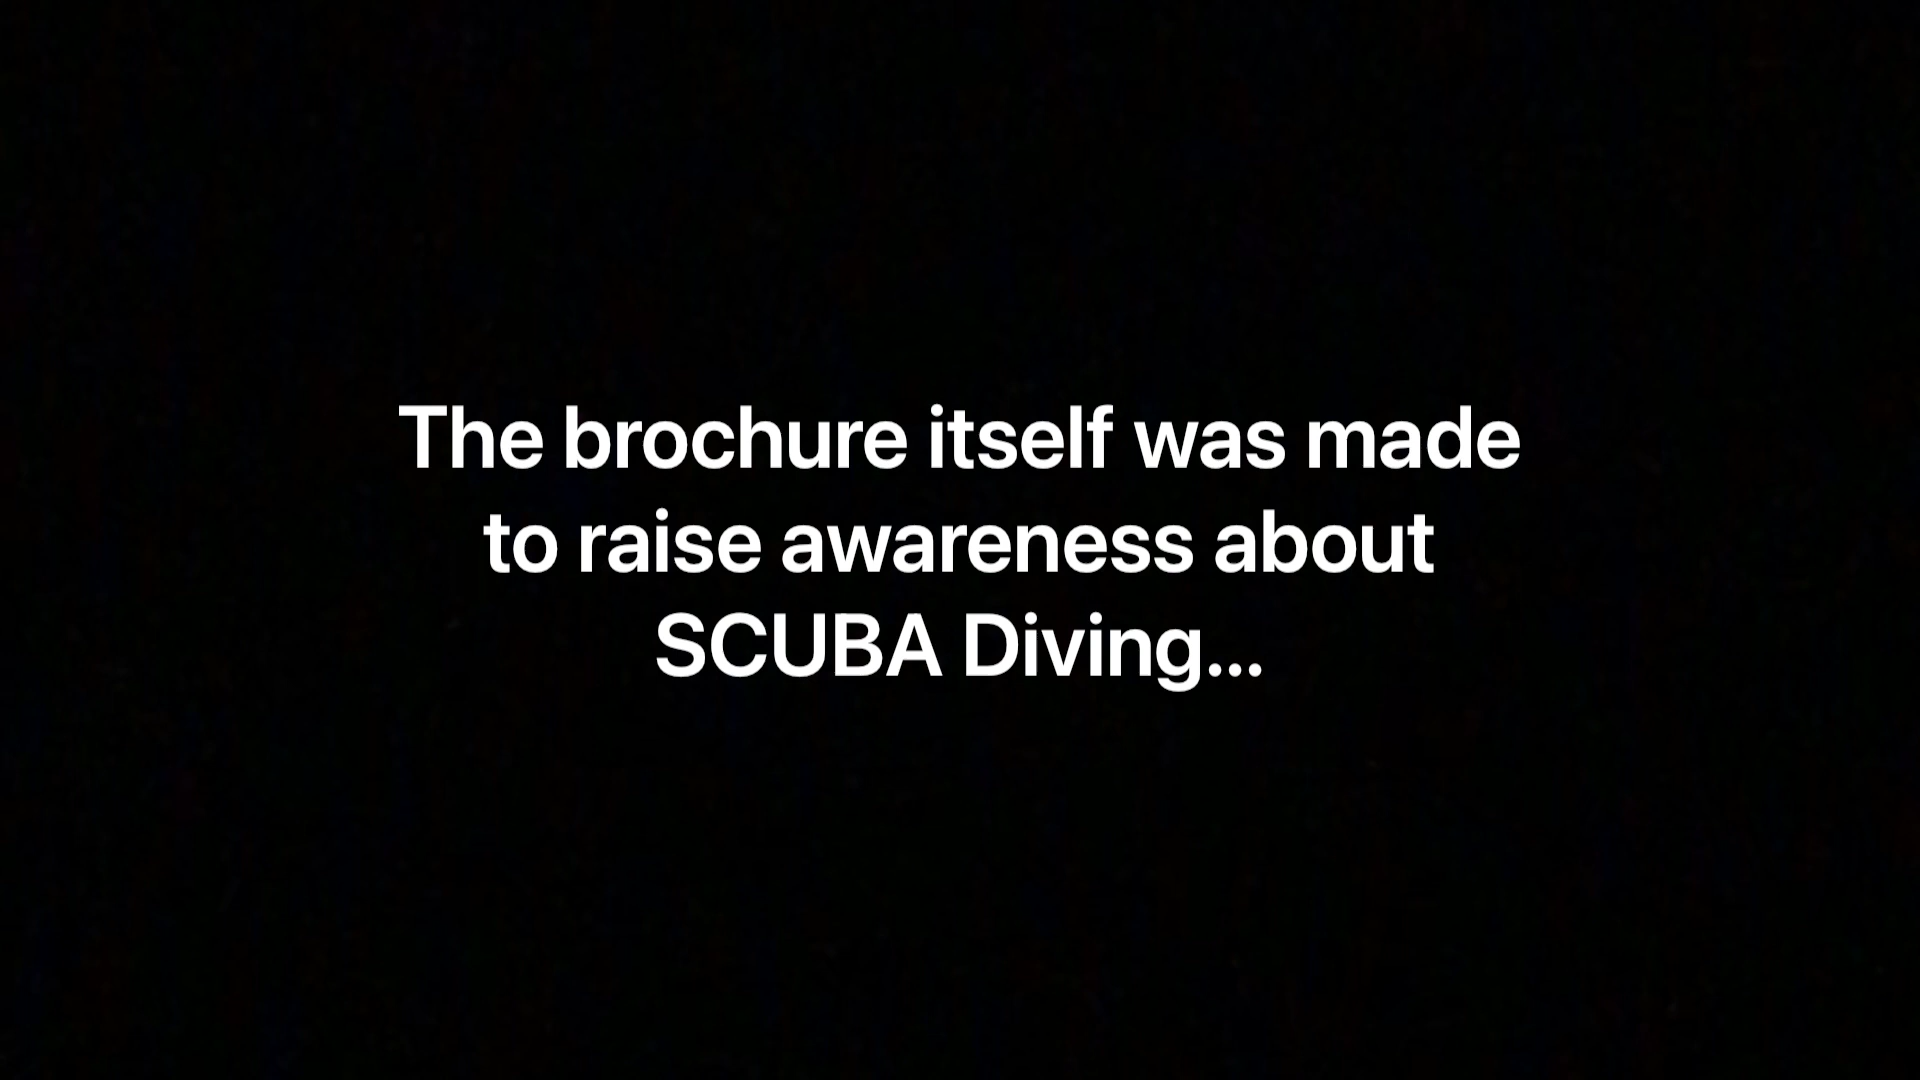 The brochure itself was made
to raise awareness about
SCUBA Diving...